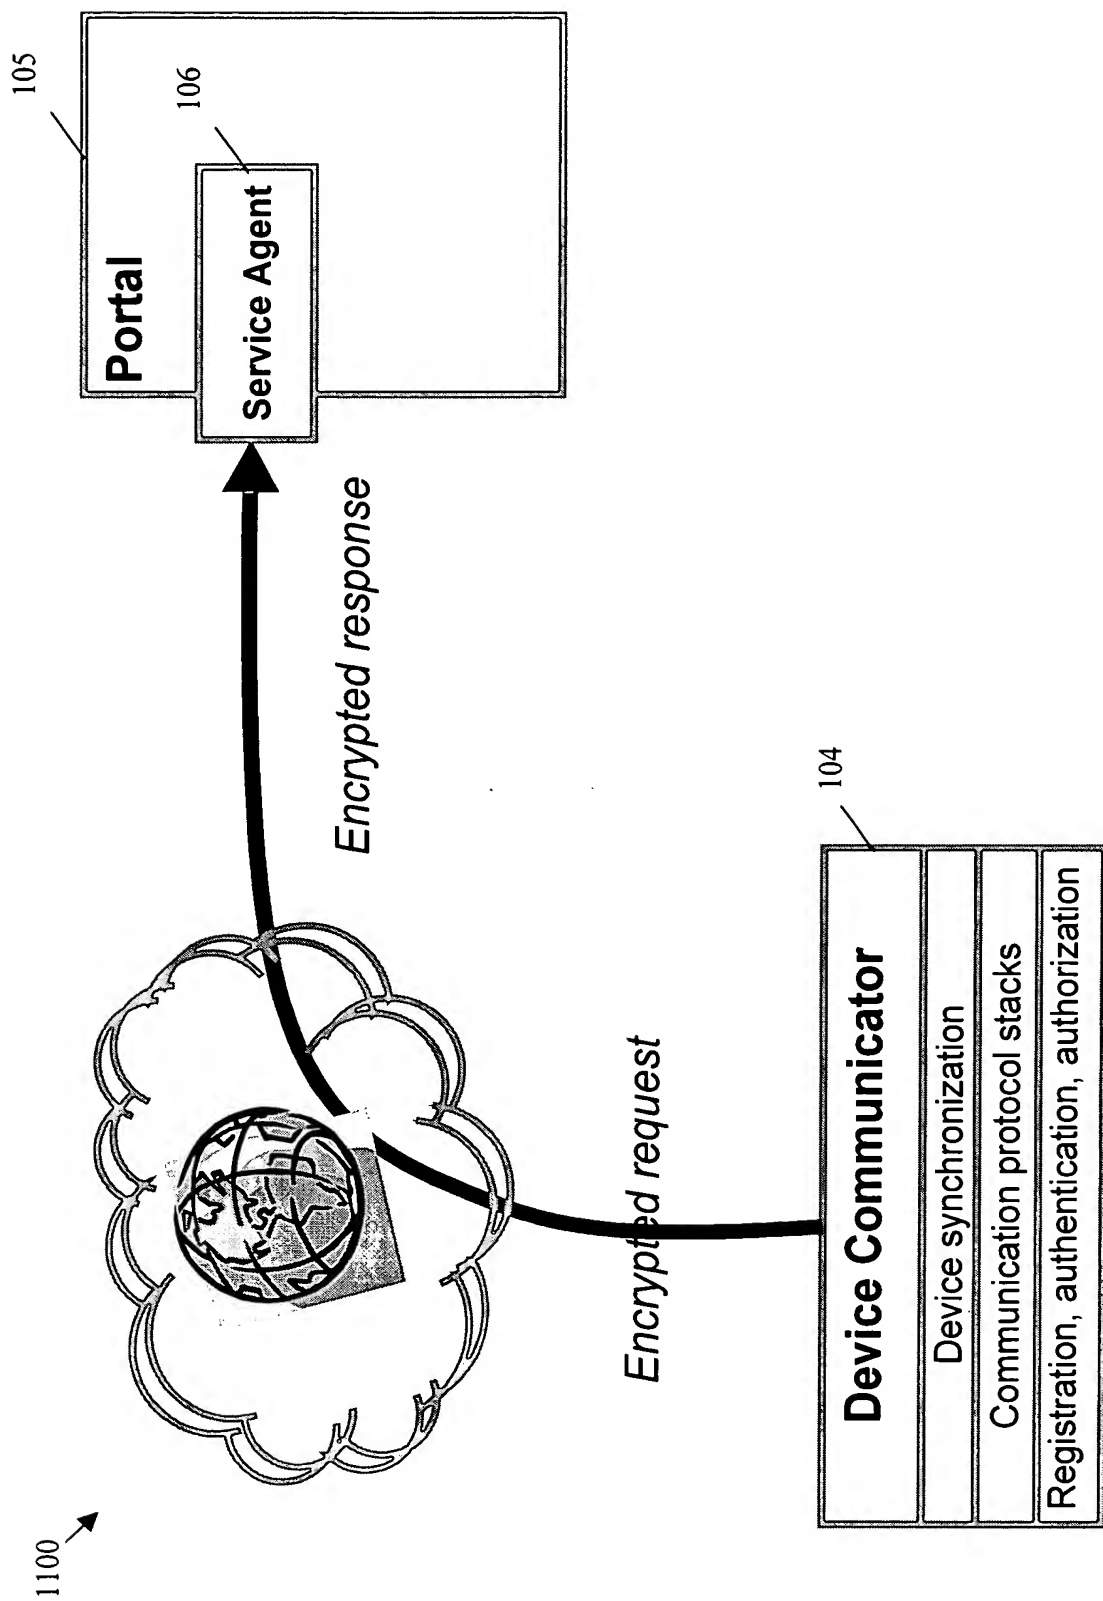 1100
105
Portal
106
Service Agent
Encrypted response
Encrypted request
104
Device Communicator
Device synchronization
Communication protocol stacks
Registration, authentication, authorization